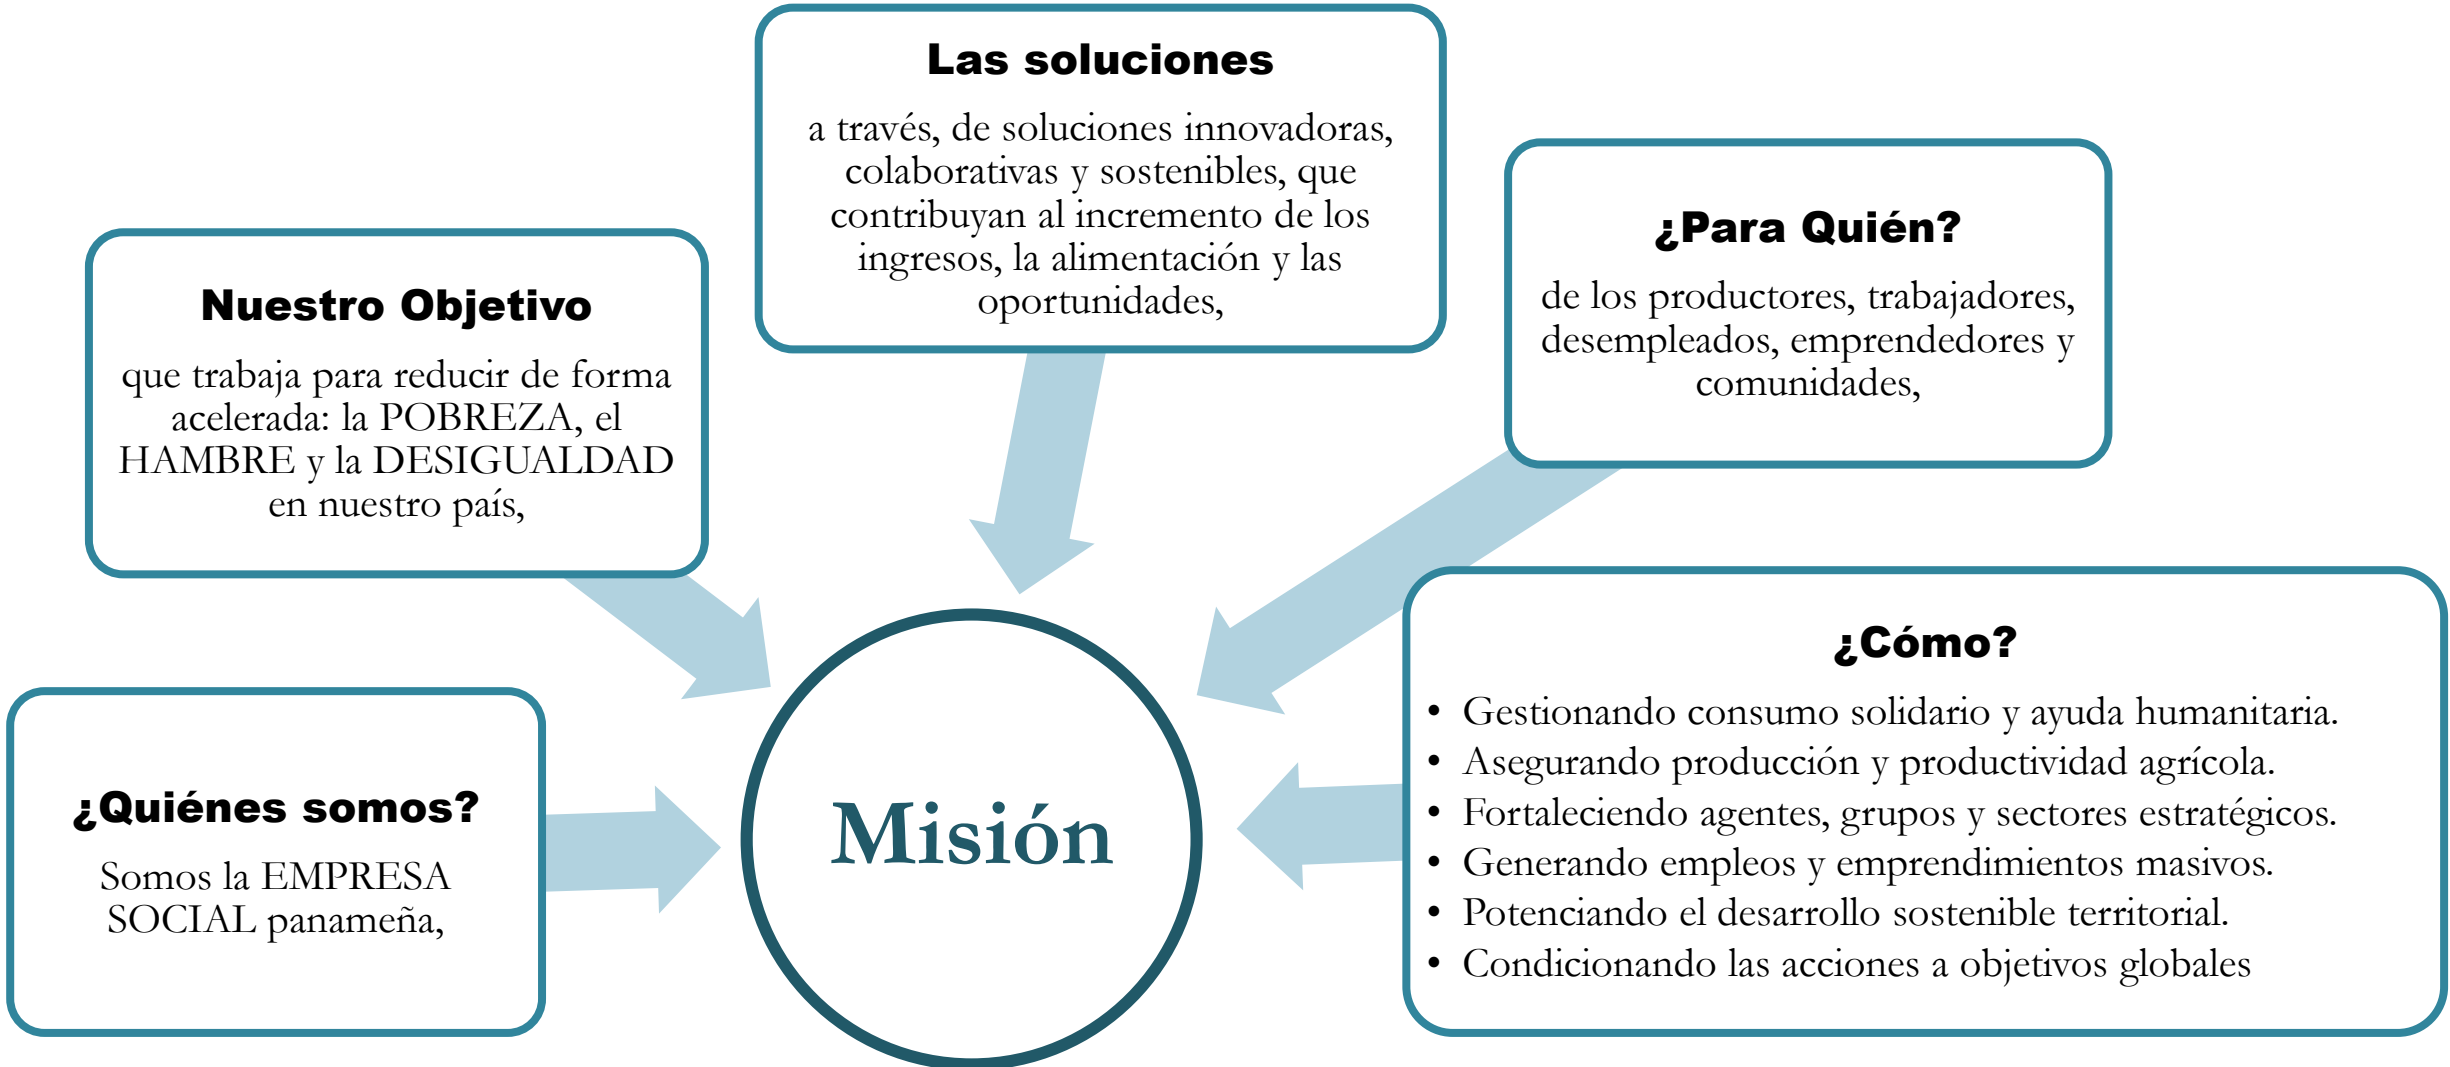 ¿Quiénes somos?
Somos la EMPRESA
SOCIAL panameña,
Nuestro Objetivo
que trabaja para reducir de forma
acelerada: la POBREZA, el
HAMBRE y la DESIGUALDAD
en nuestro país,
Las soluciones
a través, de soluciones innovadoras,
colaborativas y sostenibles, que
contribuyan al incremento de los
ingresos, la alimentación y las
oportunidades,
¿Para Quién?
de los productores, trabajadores,
desempleados, emprendedores y
comunidades,
¿Cómo?
• Gestionando consumo solidario y ayuda humanitaria.
• Asegurando producción y productividad agrícola.
• Fortaleciendo agentes, grupos y sectores estratégicos.
• Generando empleos y emprendimientos masivos.
• Potenciando el desarrollo sostenible territorial.
• Condicionando las acciones a objetivos globales
Misión